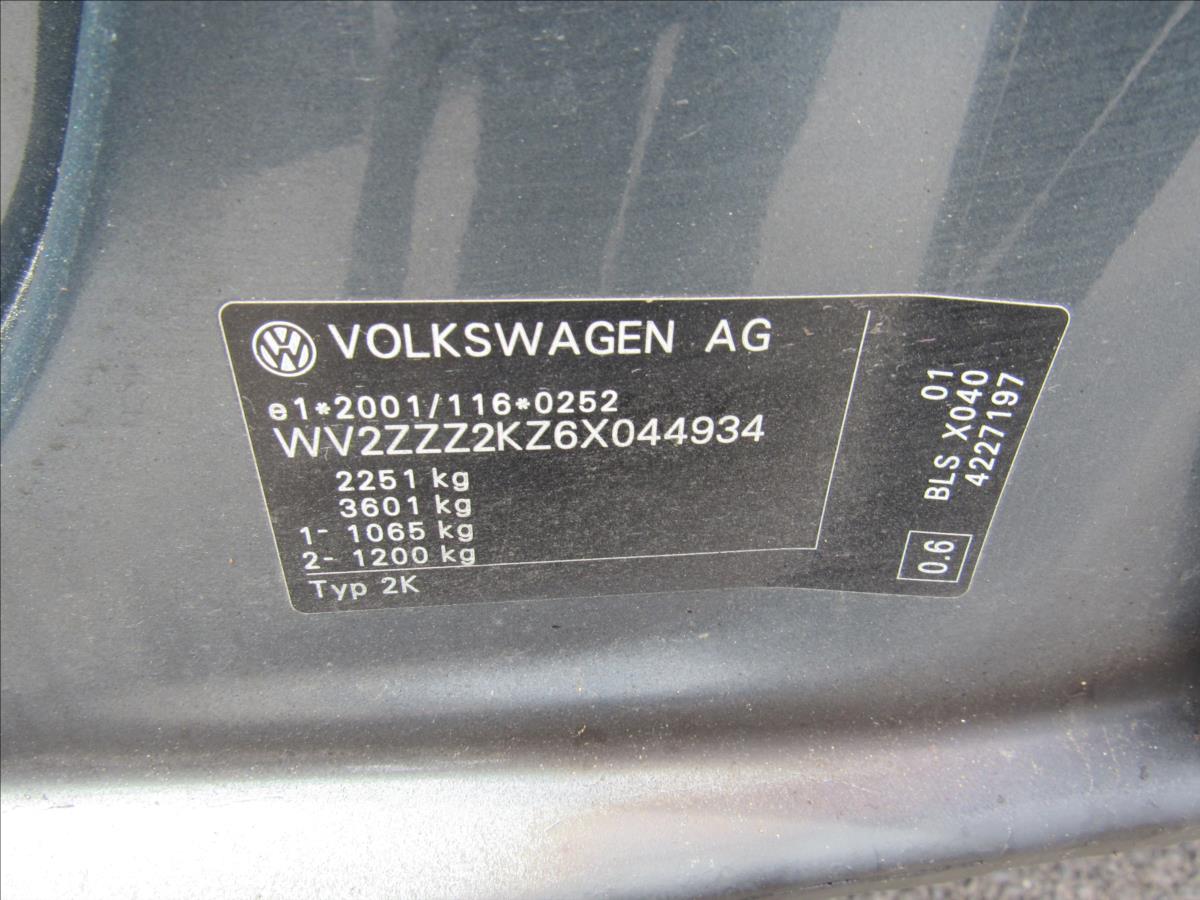 VOLKSWAGEN AG
e1*2001/116*0252
WV2ZZZ2KZ6X044934
2251 kg
3601 kg
1- 1065 kg
2- 1200 kg
Typ 2K
01
BLS X040
4227197
0.6